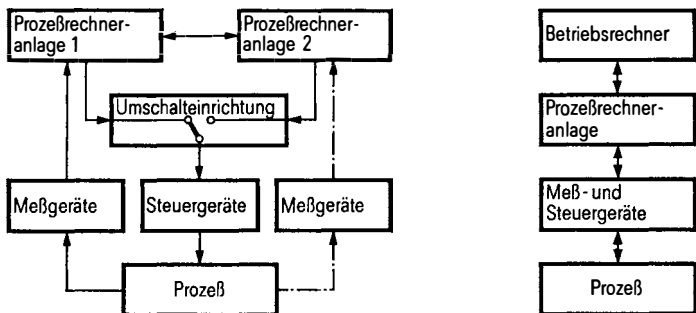 Prozeßrechner-
anlage 1
Prozeßrechner-
anlage 2
Umschalteinrichtung
Meßgeräte
Steuergeräte
Meßgeräte
Prozeß
Betriebsrechner
Prozeßrechner-
anlage
Meß- und
Steuergeräte
Prozeß